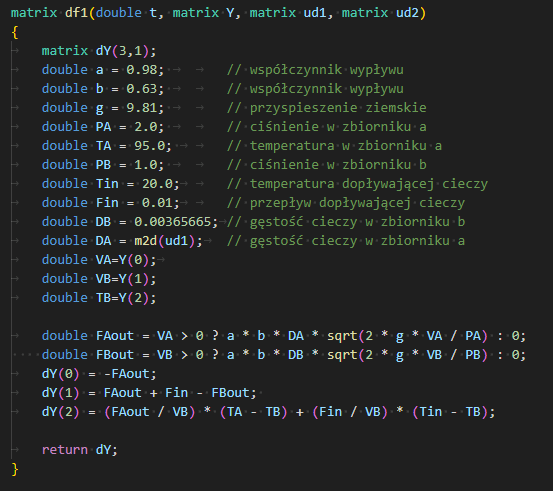 matrix df1(double t, matrix Y, matrix ud1, matrix ud2)
{
    matrix dY(3,1);
    double a = 0.98;        // współczynnik wypływu
    double b = 0.63;        // współczynnik wypływu
    double g = 9.81;        // przyspieszenie ziemskie
    double PA = 2.0;        // ciśnienie w zbiorniku a
    double TA = 95.0;       // temperatura w zbiorniku a
    double PB = 1.0;        // ciśnienie w zbiorniku b
    double Tin = 20.0;      // temperatura dopływającej cieczy
    double Fin = 0.01;      // przepływ dopływającej cieczy
    double DB = 0.00365665; // gęstość cieczy w zbiorniku b
    double DA = m2d(ud1);   // gęstość cieczy w zbiorniku a
    double VA=Y(0);
    double VB=Y(1);
    double TB=Y(2);

    double FAout = VA > 0 ? a * b * DA * sqrt(2 * g * VA / PA) : 0;
    double FBout = VB > 0 ? a * b * DB * sqrt(2 * g * VB / PB) : 0;
    dY(0) = -FAout;
    dY(1) = FAout + Fin - FBout;
    dY(2) = (FAout / VB) * (TA - TB) + (Fin / VB) * (Tin - TB);

    return dY;
}